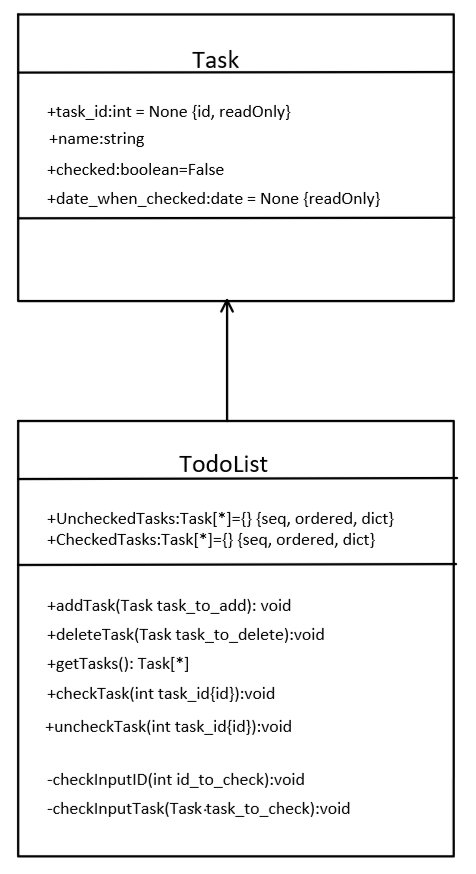 Task
+task_id:int = None {id, readOnly}
+name:string
+checked:boolean=False
+date_when_checked:date = None {readOnly}
TodoList
+UncheckedTasks:Task[*]={} {seq, ordered, dict}
+CheckedTasks:Task[*]={} {seq, ordered, dict}
+addTask(Task task_to_add): void
+deleteTask(Task task_to_delete):void
+getTasks(): Task[*]
+checkTask(int task_id{id}):void
+uncheckTask(int task_id{id}):void
-checkInputID(int id_to_check):void
-checkInputTask(Task task_to_check):void